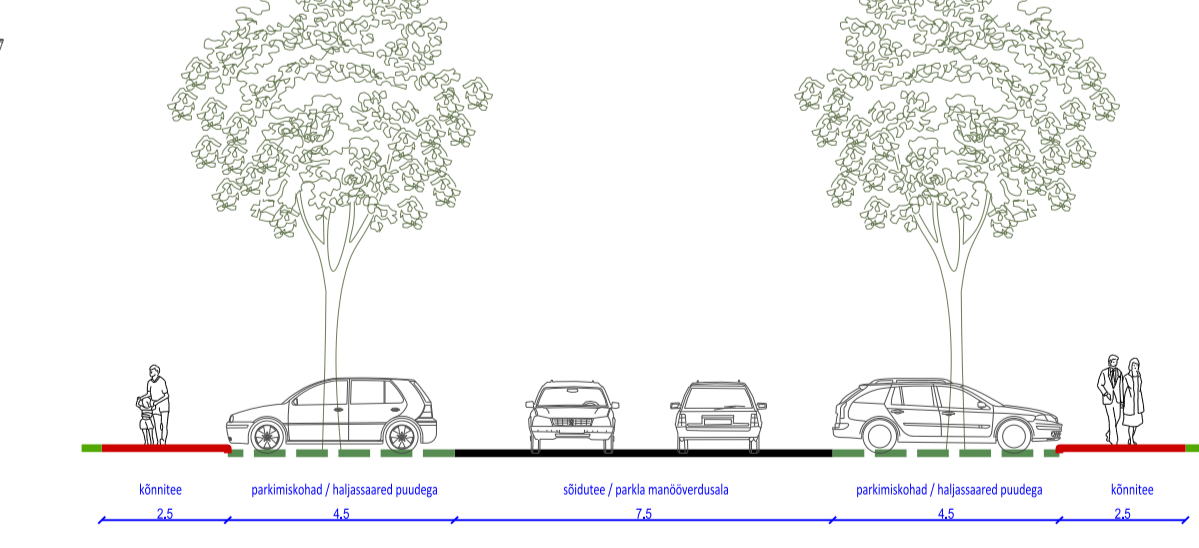 kõnnitee parkimiskohad / haljassaared puudega sõidutee / parkla manööverdusala parkimiskohad / haljassaared puudega kõnnitee
2.5 4.5 7.5 4.5 2.5